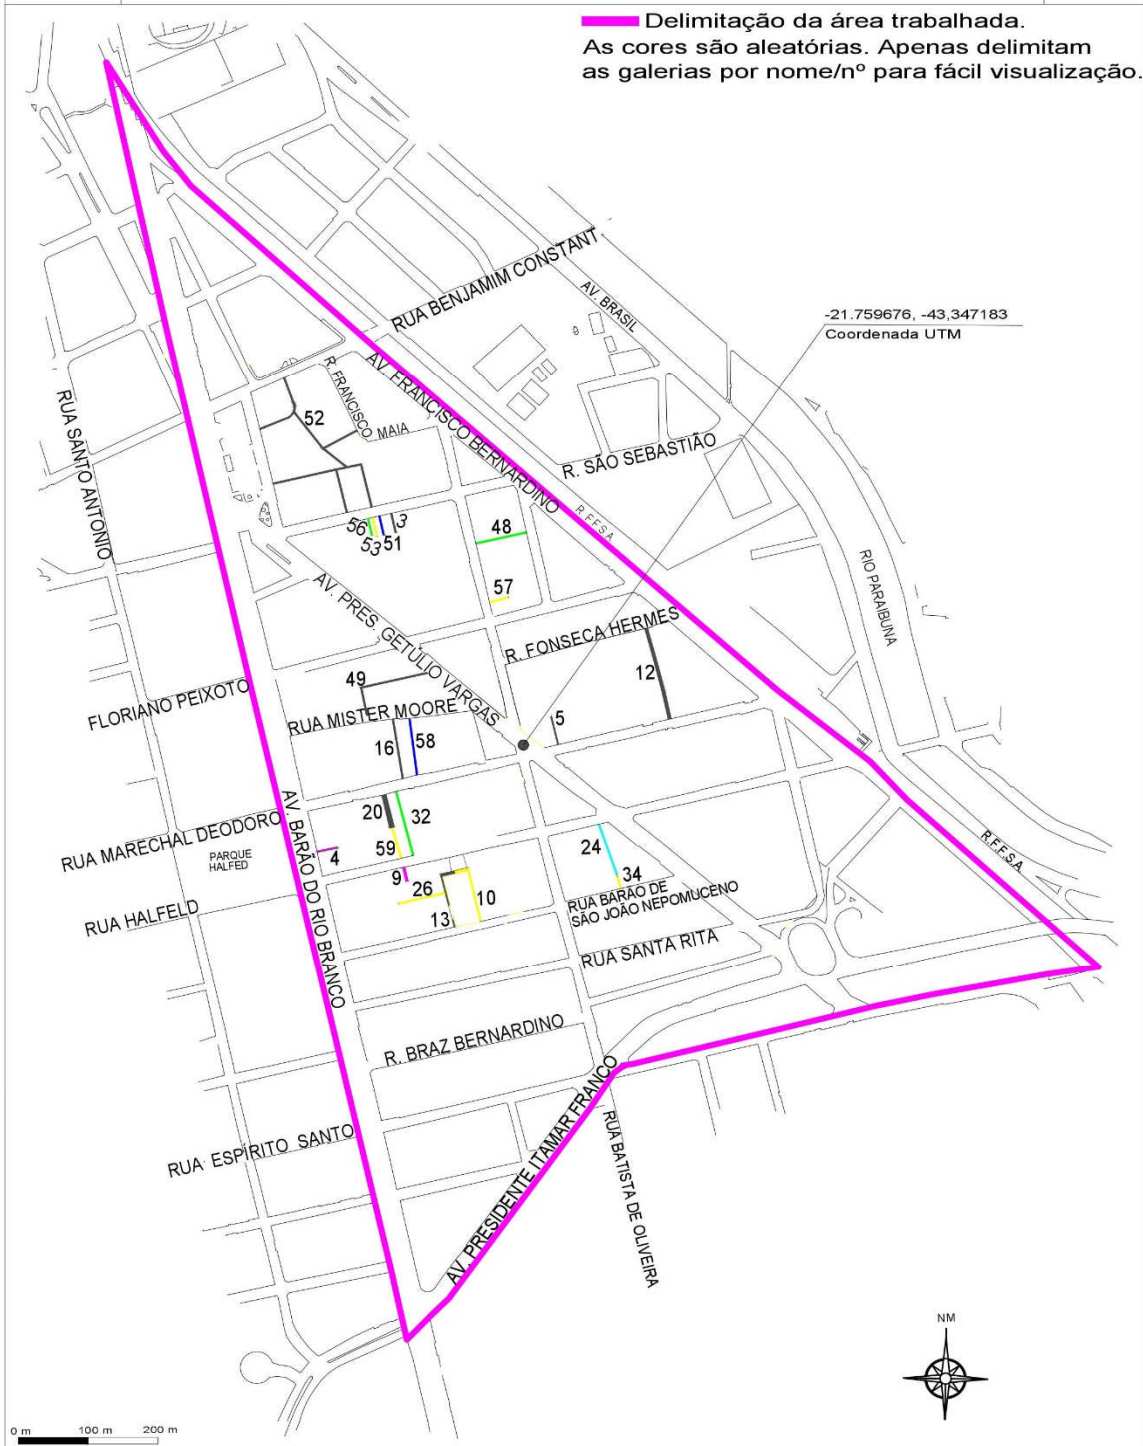 Delimitação da área trabalhada.
As cores são aleatórias. Apenas delimitam
as galerias por nome/nº para fácil visualização.
RUA BENJAMIM CONSTANT
AV. BRASIL
-21.759676, -43,347183
Coordenada UTM
R. FRANCISCO MAIA
AV. FRANCISCO BERNARDINO
RUA SANTO ANTONIO
52
R. SÃO SEBASTIÃO
R.F.F.S.A
56
53
51
3
48
RIO PARAIBUNA
AV. PRES. GETÚLIO VARGAS
57
R. FONSECA HERMES
49
12
FLORIANO PEIXOTO
RUA MISTER MOORE
5
16
58
AV. BARÃO DO RIO BRANCO
20
32
RUA MARECHAL DEODORO
PARQUE
HALFED
4
59
24
R.F.F.S.A
9
26
10
34
RUA BARÃO DE
SÃO JOÃO NEPOMUCENO
RUA HALFELD
13
RUA SANTA RITA
R. BRAZ BERNARDINO
AV. PRESIDENTE ITAMAR FRANCO
RUA ESPÍRITO SANTO
RUA BATISTA DE OLIVEIRA
NM
0 m
100 m
200 m